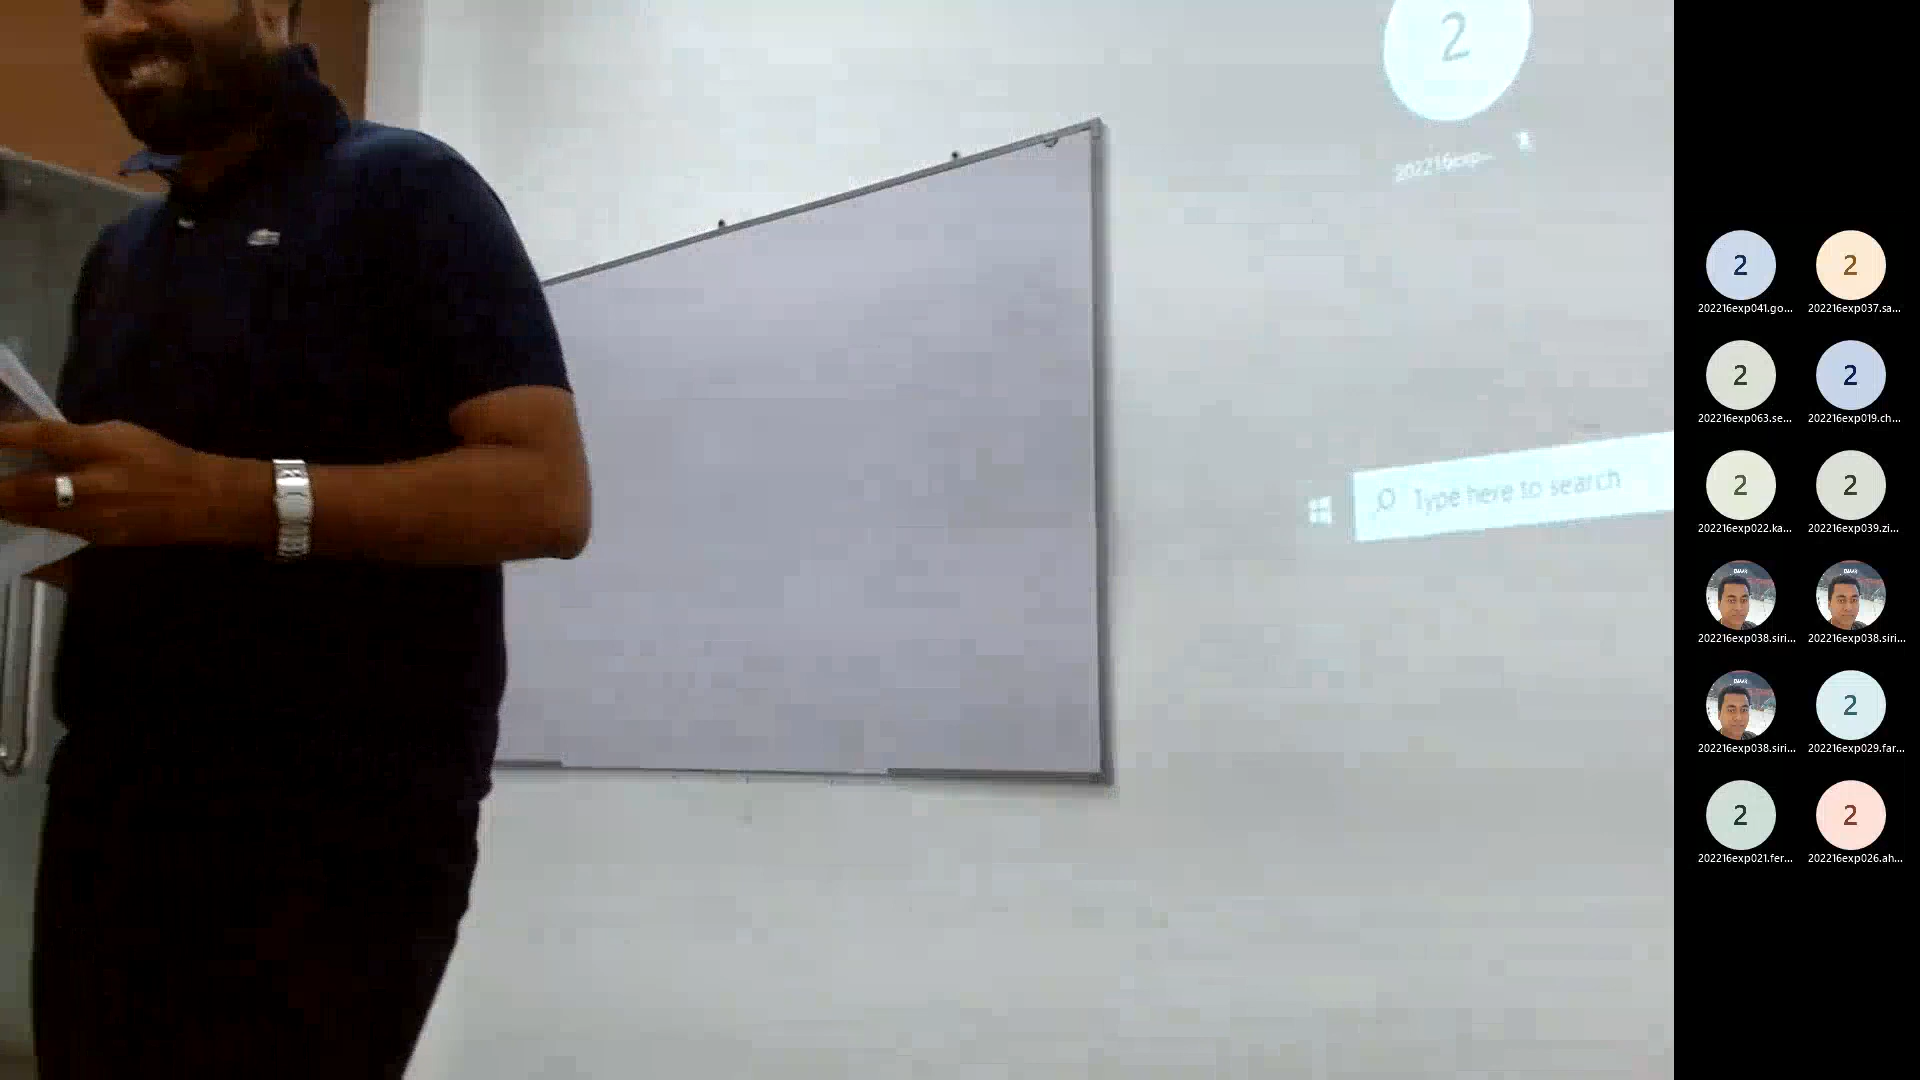 2
202216exp...
Type here to search
2
2
202216exp041.go...
202216exp037.sa...
2
2
202216exp063.se...
202216exp019.ch...
2
2
202216exp022.ka...
202216exp039.zi...
202216exp038.siri...
202216exp038.siri...
2
202216exp038.siri...
202216exp029.far...
2
2
202216exp021.fer...
202216exp026.ah...